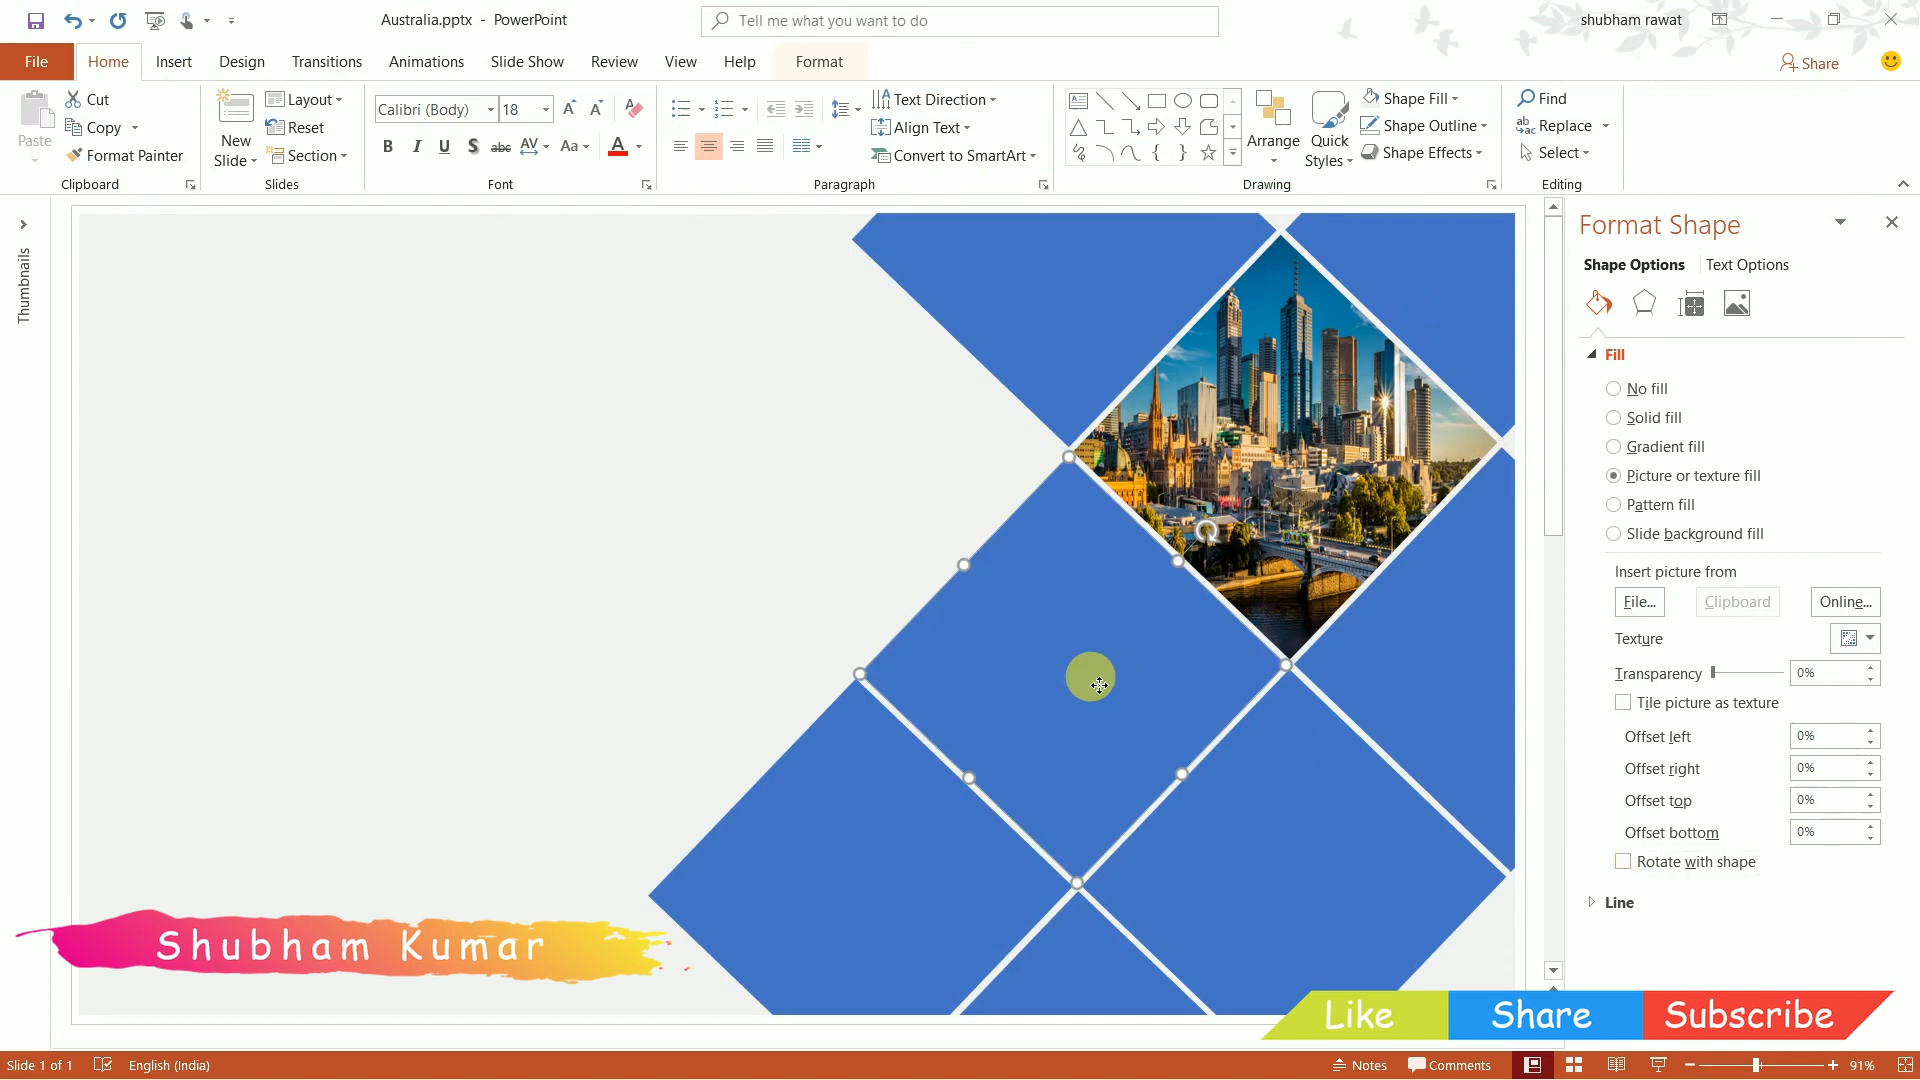 Australia.pptx - PowerPoint
Tell me what you want to do
shubham rawat
File Home Insert Design Transitions Animations Slide Show Review View Help Format
Share
Paste
Cut
Copy
Format Painter
Clipboard
New
Slide
Layout
Reset
Section
Slides
Calibri (Body) 18
B I U S abc AV Aa A
Font
Text Direction
Align Text
Convert to SmartArt
Paragraph
Arrange
Quick
Styles
Shape Fill
Shape Outline
Shape Effects
Drawing
Find
Replace
Select
Editing
Thumbnails
Format Shape
Shape Options Text Options
Fill
No fill
Solid fill
Gradient fill
Picture or texture fill
Pattern fill
Slide background fill
Insert picture from
File... Clipboard Online...
Texture
Transparency 0%
Tile picture as texture
Offset left 0%
Offset right 0%
Offset top 0%
Offset bottom 0%
Rotate with shape
Line
Shubham Kumar
Like Share Subscribe
Slide 1 of 1 English (India) Notes Comments 91%